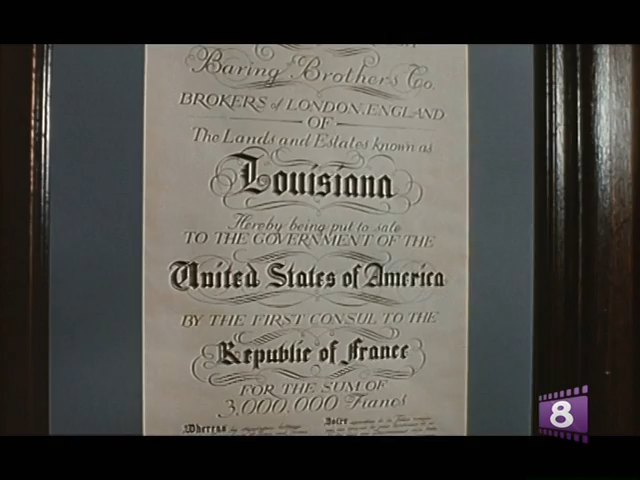 Baring Brothers Co.
BROKERS of LONDON, ENGLAND
OF
The Lands and Estates known as
Louisiana
Hereby being put to sale
TO THE GOVERNMENT OF THE
United States of America
BY THE FIRST CONSUL TO THE
Republic of France
FOR THE SUM OF
3,000,000 Francs
Whereas
8